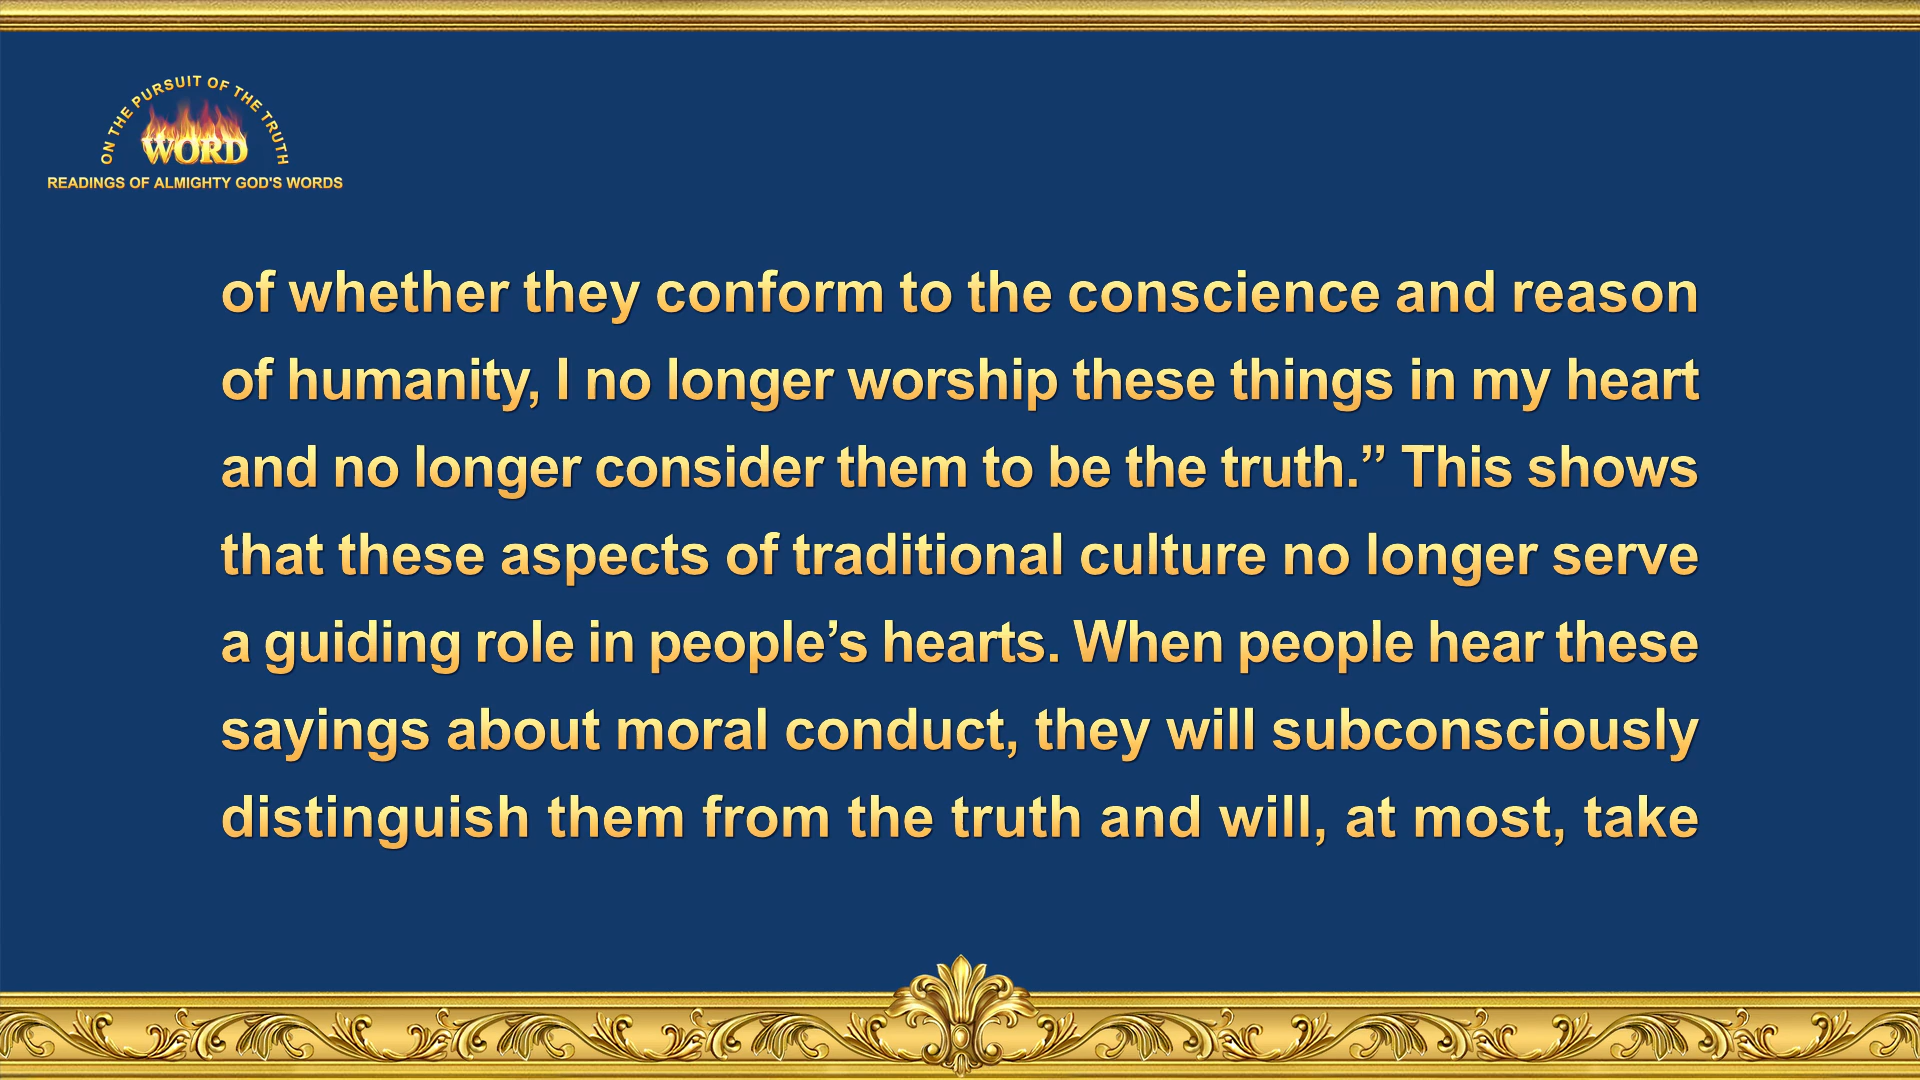 ON THE PURSUIT OF THE TRUTH
WORD
READINGS OF ALMIGHTY GOD'S WORDS
of whether they conform to the conscience and reason
of humanity, I no longer worship these things in my heart
and no longer consider them to be the truth.” This shows
that these aspects of traditional culture no longer serve
a guiding role in people’s hearts. When people hear these
sayings about moral conduct, they will subconsciously
distinguish them from the truth and will, at most, take